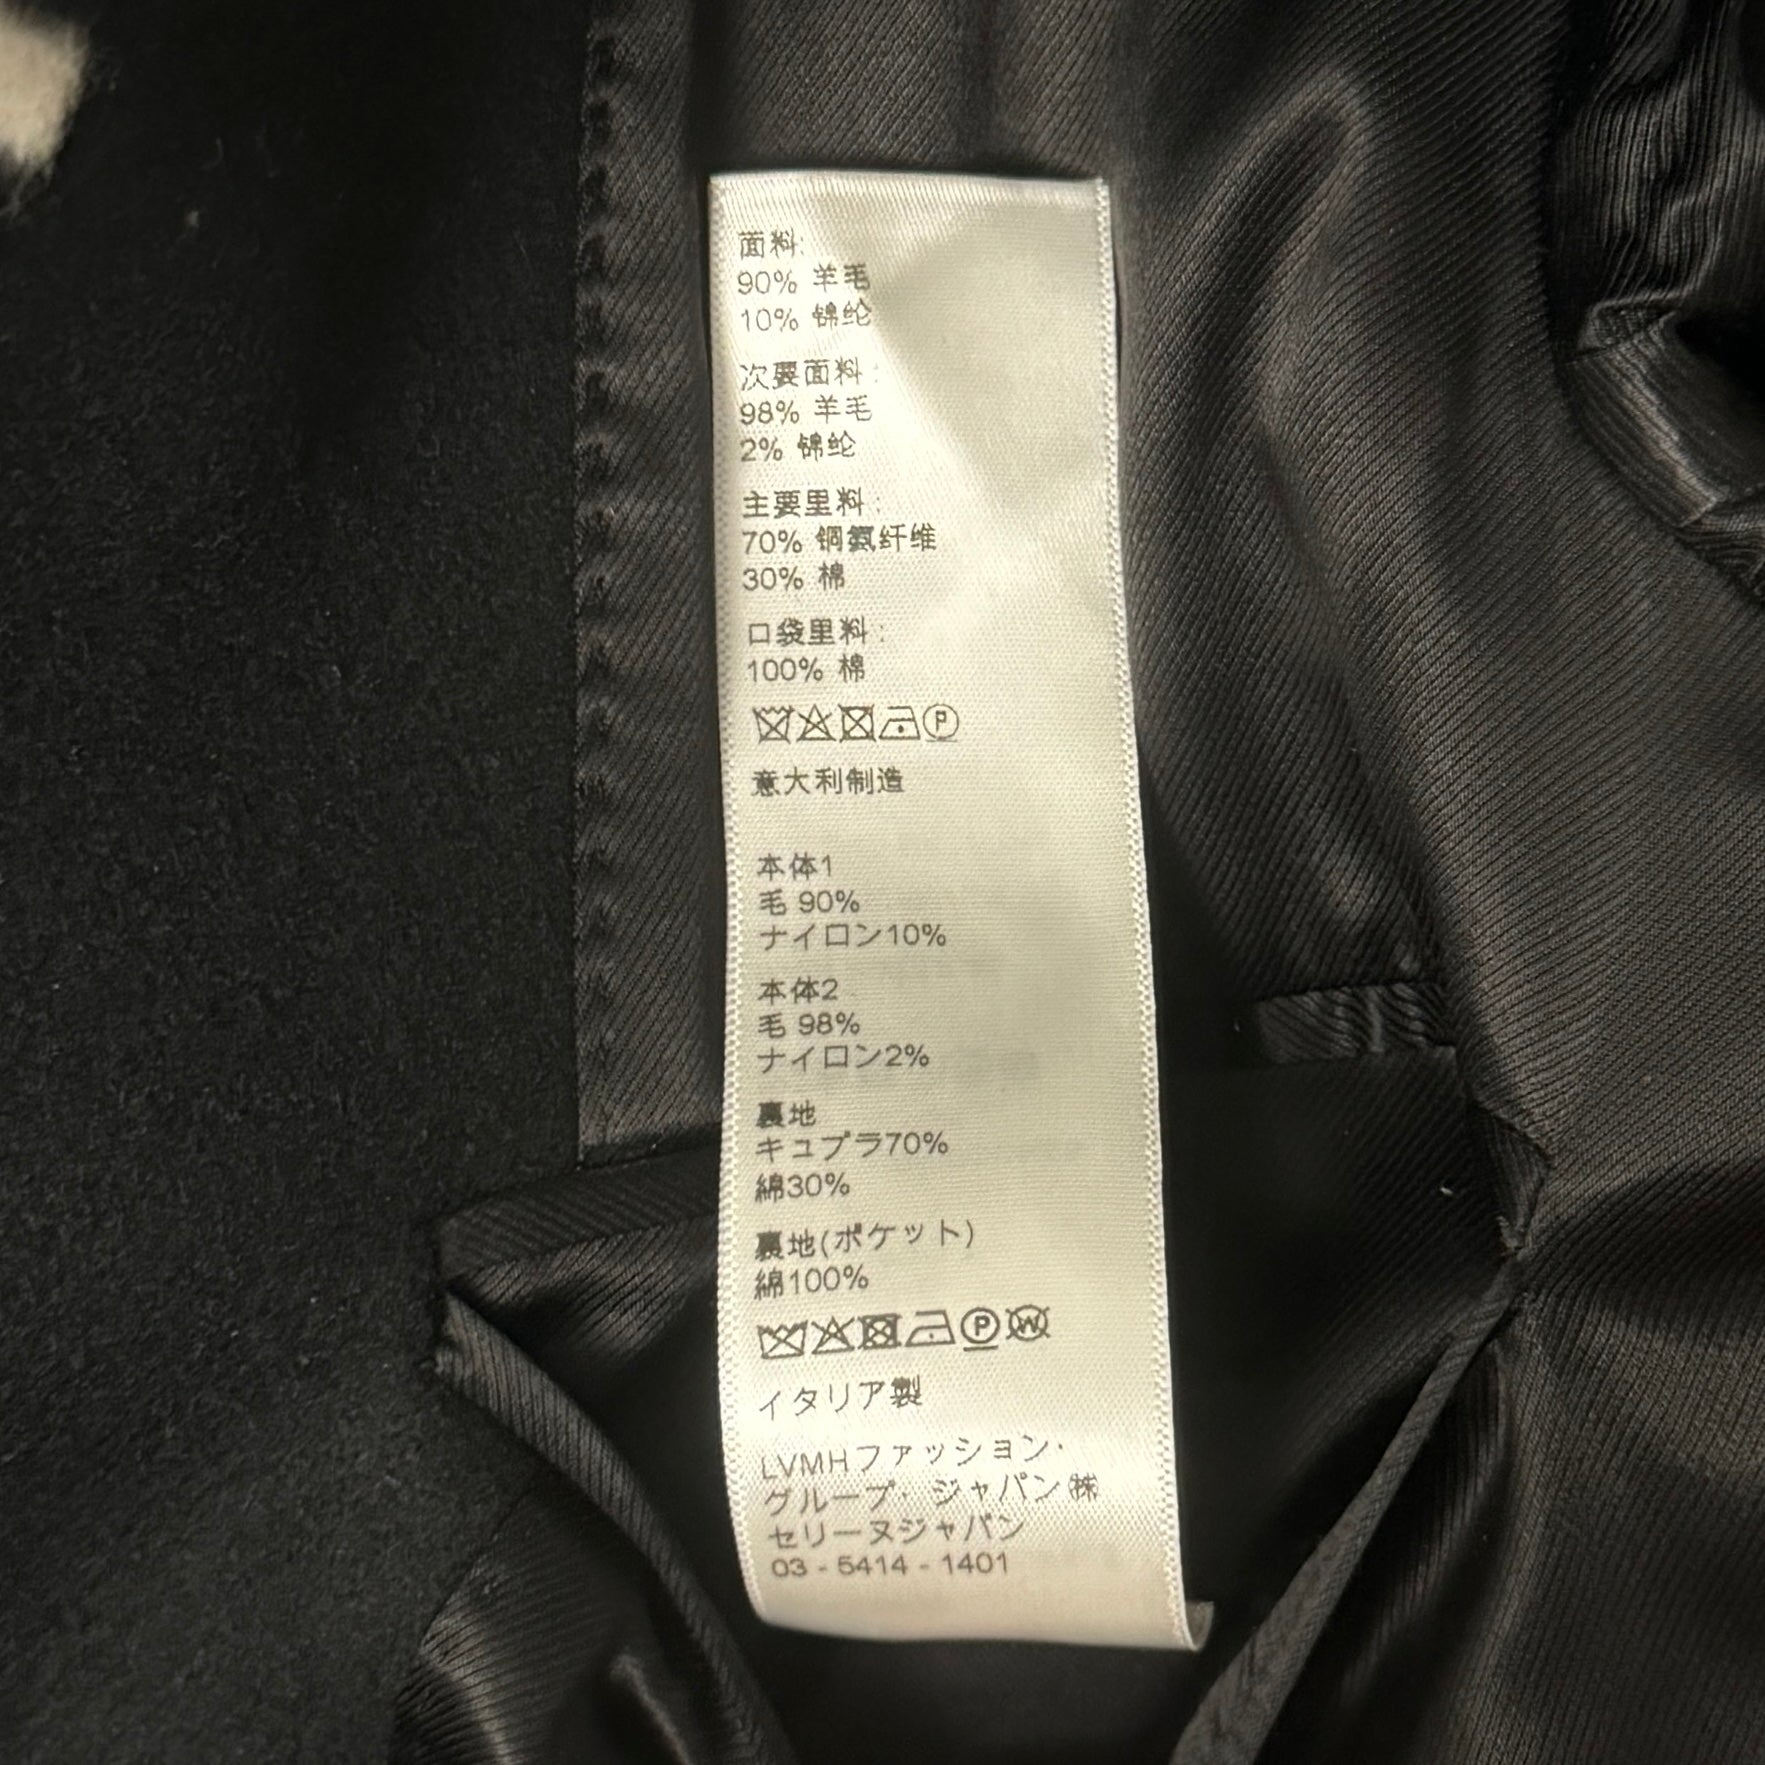 面料:
90% 羊毛
10% 锦纶
次要面料:
98% 羊毛
2% 锦纶
主要里料:
70% 铜氨纤维
30% 棉
口袋里料:
100% 棉
P
意大利制造
本体1
毛 90%
ナイロン10%
本体2
毛 98%
ナイロン2%
裏地
キュプラ70%
綿30%
裏地(ポケット)
綿100%
P W
イタリア製
LVMHファッション・
グループ・ジャパン㈱
セリーヌジャパン
03 - 5414 - 1401